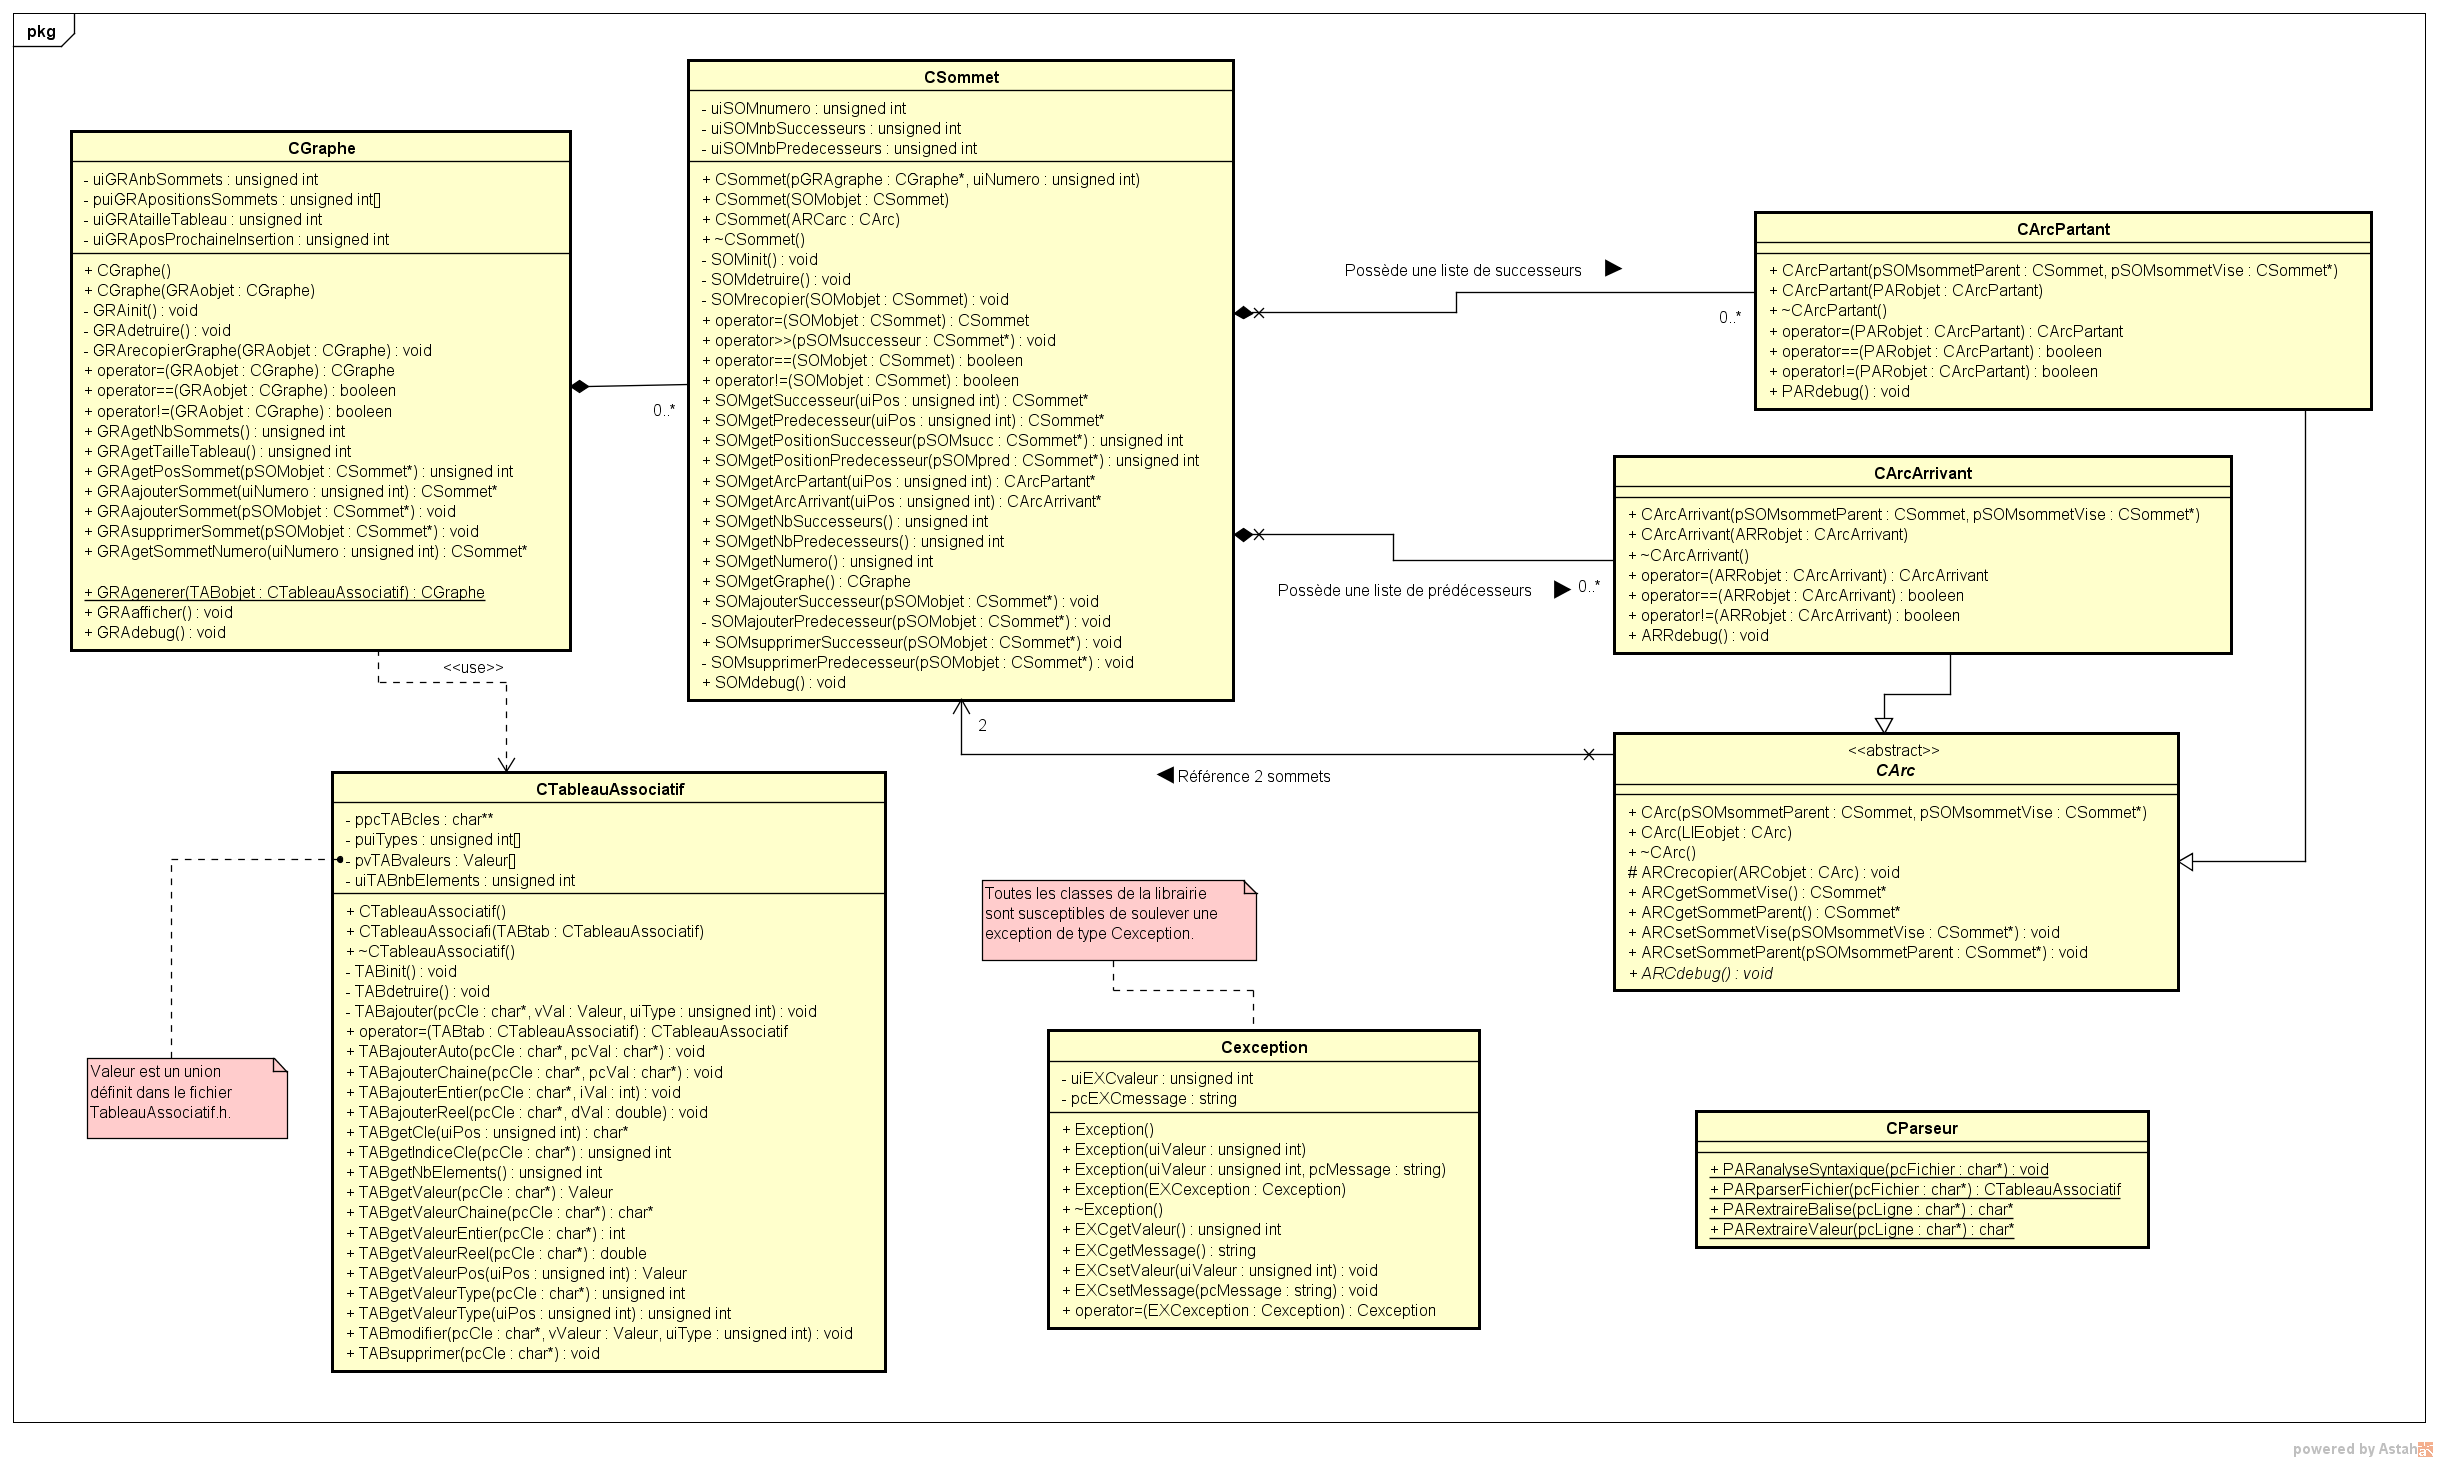 pkg
CGraphe
- uiGRAnbSommets : unsigned int
- puiGRApositionsSommets : unsigned int[]
- uiGRAtailleTableau : unsigned int
- uiGRAposProchaineInsertion : unsigned int
+ CGraphe()
+ CGraphe(GRAobjet : CGraphe)
- GRAinit() : void
- GRAdetruire() : void
- GRArecopierGraphe(GRAobjet : CGraphe) : void
+ operator=(GRAobjet : CGraphe) : CGraphe
+ operator==(GRAobjet : CGraphe) : booleen
+ operator!=(GRAobjet : CGraphe) : booleen
+ GRAgetNbSommets() : unsigned int
+ GRAgetTailleTableau() : unsigned int
+ GRAgetPosSommet(pSOMobjet : CSommet*) : unsigned int
+ GRAajouterSommet(uiNumero : unsigned int) : CSommet*
+ GRAajouterSommet(pSOMobjet : CSommet*) : void
+ GRAsupprimerSommet(pSOMobjet : CSommet*) : void
+ GRAgetSommetNumero(uiNumero : unsigned int) : CSommet*
+ GRAgenerer(TABobjet : CTableauAssociatif) : CGraphe
+ GRAafficher() : void
+ GRAdebug() : void
0..*
<<use>>
CSommet
- uiSOMnumero : unsigned int
- uiSOMnbSuccesseurs : unsigned int
- uiSOMnbPredecesseurs : unsigned int
+ CSommet(pGRAgraphe : CGraphe*, uiNumero : unsigned int)
+ CSommet(SOMobjet : CSommet)
+ CSommet(ARCarc : CArc)
+ ~CSommet()
- SOMinit() : void
- SOMdetruire() : void
- SOMrecopier(SOMobjet : CSommet) : void
+ operator=(SOMobjet : CSommet) : CSommet
+ operator>>(pSOMsuccesseur : CSommet*) : void
+ operator==(SOMobjet : CSommet) : booleen
+ operator!=(SOMobjet : CSommet) : booleen
+ SOMgetSuccesseur(uiPos : unsigned int) : CSommet*
+ SOMgetPredecesseur(uiPos : unsigned int) : CSommet*
+ SOMgetPositionSuccesseur(pSOMsucc : CSommet*) : unsigned int
+ SOMgetPositionPredecesseur(pSOMpred : CSommet*) : unsigned int
+ SOMgetArcPartant(uiPos : unsigned int) : CArcPartant*
+ SOMgetArcArrivant(uiPos : unsigned int) : CArcArrivant*
+ SOMgetNbSuccesseurs() : unsigned int
+ SOMgetNbPredecesseurs() : unsigned int
+ SOMgetNumero() : unsigned int
+ SOMgetGraphe() : CGraphe
+ SOMajouterSuccesseur(pSOMobjet : CSommet*) : void
- SOMajouterPredecesseur(pSOMobjet : CSommet*) : void
+ SOMsupprimerSuccesseur(pSOMobjet : CSommet*) : void
- SOMsupprimerPredecesseur(pSOMobjet : CSommet*) : void
+ SOMdebug() : void
Possède une liste de successeurs
0..*
CArcPartant
+ CArcPartant(pSOMsommetParent : CSommet, pSOMsommetVise : CSommet*)
+ CArcPartant(PARobjet : CArcPartant)
+ ~CArcPartant()
+ operator=(PARobjet : CArcPartant) : CArcPartant
+ operator==(PARobjet : CArcPartant) : booleen
+ operator!=(PARobjet : CArcPartant) : booleen
+ PARdebug() : void
Possède une liste de prédécesseurs
0..*
CArcArrivant
+ CArcArrivant(pSOMsommetParent : CSommet, pSOMsommetVise : CSommet*)
+ CArcArrivant(ARRobjet : CArcArrivant)
+ ~CArcArrivant()
+ operator=(ARRobjet : CArcArrivant) : CArcArrivant
+ operator==(ARRobjet : CArcArrivant) : booleen
+ operator!=(ARRobjet : CArcArrivant) : booleen
+ ARRdebug() : void
2
Référence 2 sommets
<<abstract>>
CArc
+ CArc(pSOMsommetParent : CSommet, pSOMsommetVise : CSommet*)
+ CArc(LIEobjet : CArc)
+ ~CArc()
# ARCrecopier(ARCobjet : CArc) : void
+ ARCgetSommetVise() : CSommet*
+ ARCgetSommetParent() : CSommet*
+ ARCsetSommetVise(pSOMsommetVise : CSommet*) : void
+ ARCsetSommetParent(pSOMsommetParent : CSommet*) : void
+ ARCdebug() : void
CTableauAssociatif
- ppcTABcles : char**
- puiTypes : unsigned int[]
- pvTABvaleurs : Valeur[]
- uiTABnbElements : unsigned int
+ CTableauAssociatif()
+ CTableauAssociafi(TABtab : CTableauAssociatif)
+ ~CTableauAssociatif()
- TABinit() : void
- TABdetruire() : void
- TABajouter(pcCle : char*, vVal : Valeur, uiType : unsigned int) : void
+ operator=(TABtab : CTableauAssociatif) : CTableauAssociatif
+ TABajouterAuto(pcCle : char*, pcVal : char*) : void
+ TABajouterChaine(pcCle : char*, pcVal : char*) : void
+ TABajouterEntier(pcCle : char*, iVal : int) : void
+ TABajouterReel(pcCle : char*, dVal : double) : void
+ TABgetCle(uiPos : unsigned int) : char*
+ TABgetIndiceCle(pcCle : char*) : unsigned int
+ TABgetNbElements() : unsigned int
+ TABgetValeur(pcCle : char*) : Valeur
+ TABgetValeurChaine(pcCle : char*) : char*
+ TABgetValeurEntier(pcCle : char*) : int
+ TABgetValeurReel(pcCle : char*) : double
+ TABgetValeurPos(uiPos : unsigned int) : Valeur
+ TABgetValeurType(pcCle : char*) : unsigned int
+ TABgetValeurType(uiPos : unsigned int) : unsigned int
+ TABmodifier(pcCle : char*, vValeur : Valeur, uiType : unsigned int) : void
+ TABsupprimer(pcCle : char*) : void
Valeur est un union
définit dans le fichier
TableauAssociatif.h.
Toutes les classes de la librairie
sont susceptibles de soulever une
exception de type Cexception.
Cexception
- uiEXCvaleur : unsigned int
- pcEXCmessage : string
+ Exception()
+ Exception(uiValeur : unsigned int)
+ Exception(uiValeur : unsigned int, pcMessage : string)
+ Exception(EXCexception : Cexception)
+ ~Exception()
+ EXCgetValeur() : unsigned int
+ EXCgetMessage() : string
+ EXCsetValeur(uiValeur : unsigned int) : void
+ EXCsetMessage(pcMessage : string) : void
+ operator=(EXCexception : Cexception) : Cexception
CParseur
+ PARanalyseSyntaxique(pcFichier : char*) : void
+ PARparserFichier(pcFichier : char*) : CTableauAssociatif
+ PARextraireBalise(pcLigne : char*) : char*
+ PARextraireValeur(pcLigne : char*) : char*
powered by Astah